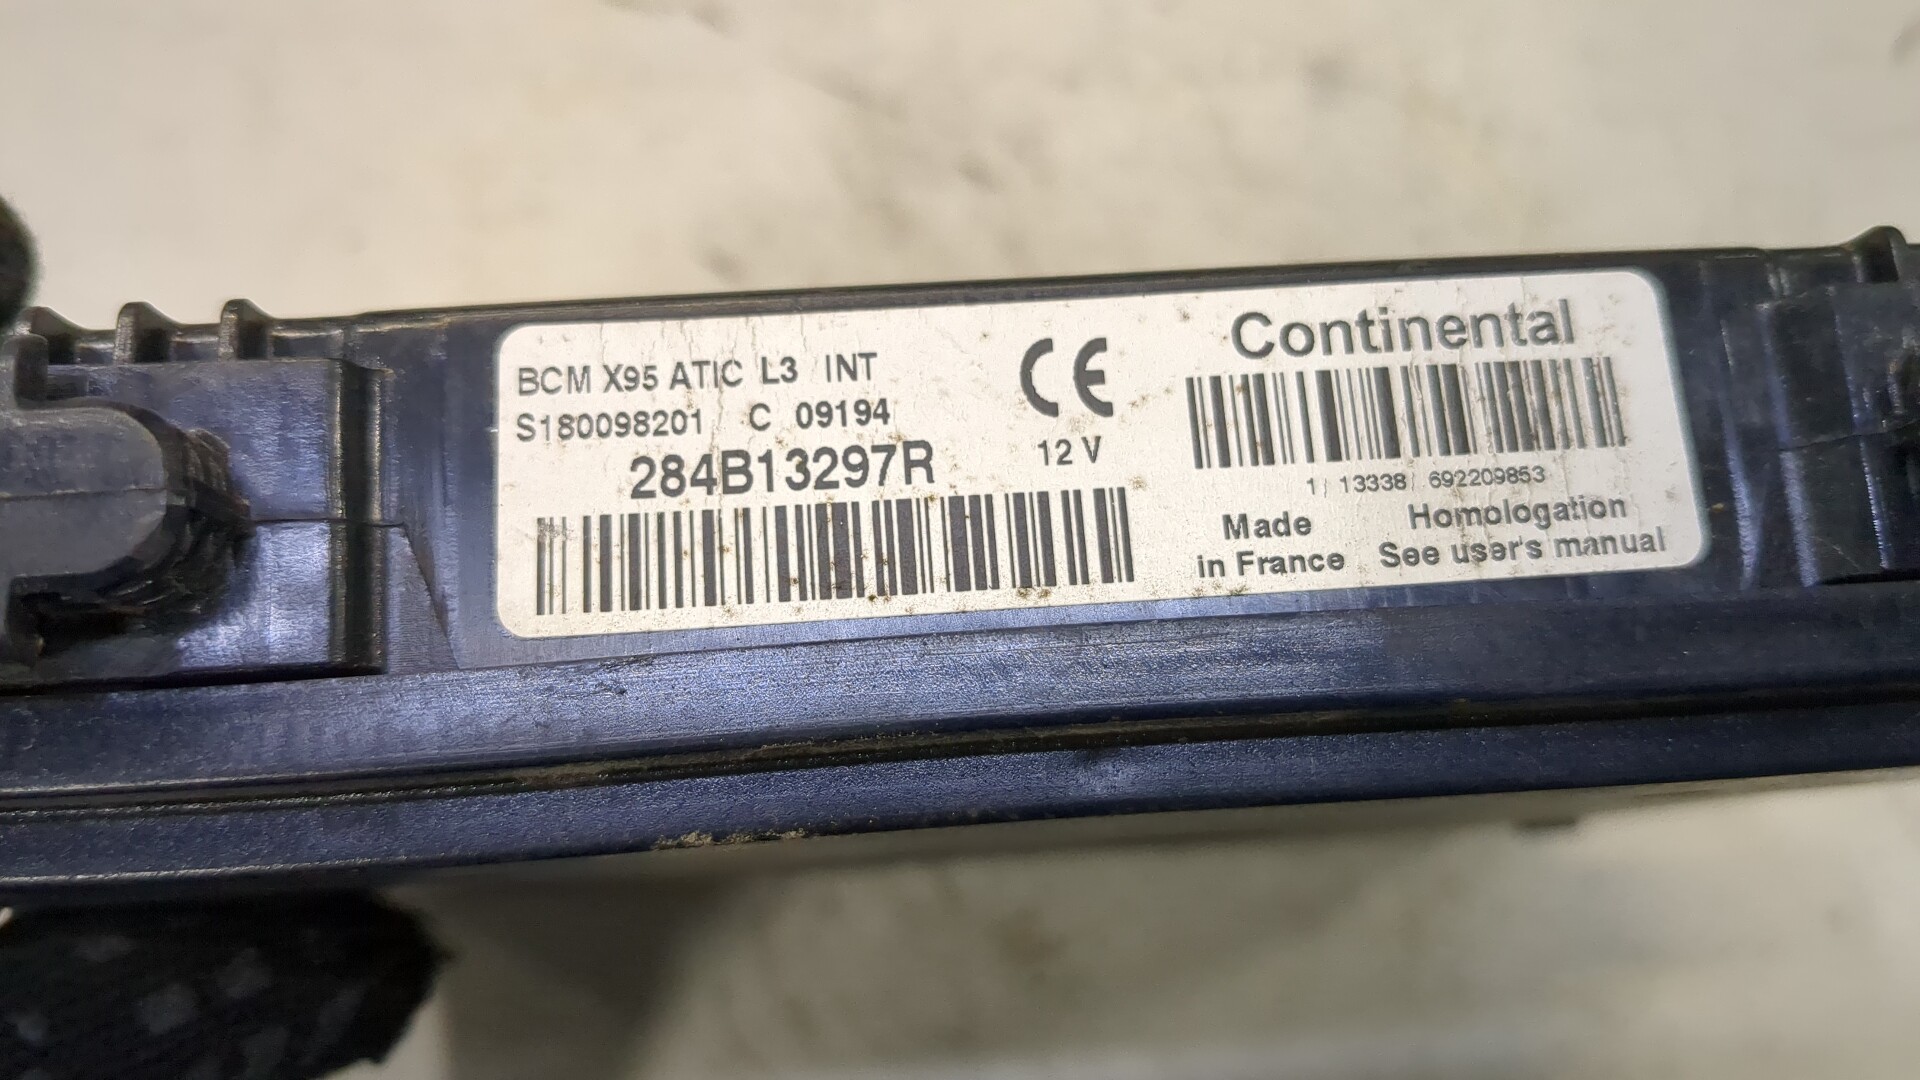 BCM X95 ATIC L3 INT
S180098201 C 09194
284B13297R
CE
12 V
Continental
1 13338 692209853
Made
in France
Homologation
See user's manual